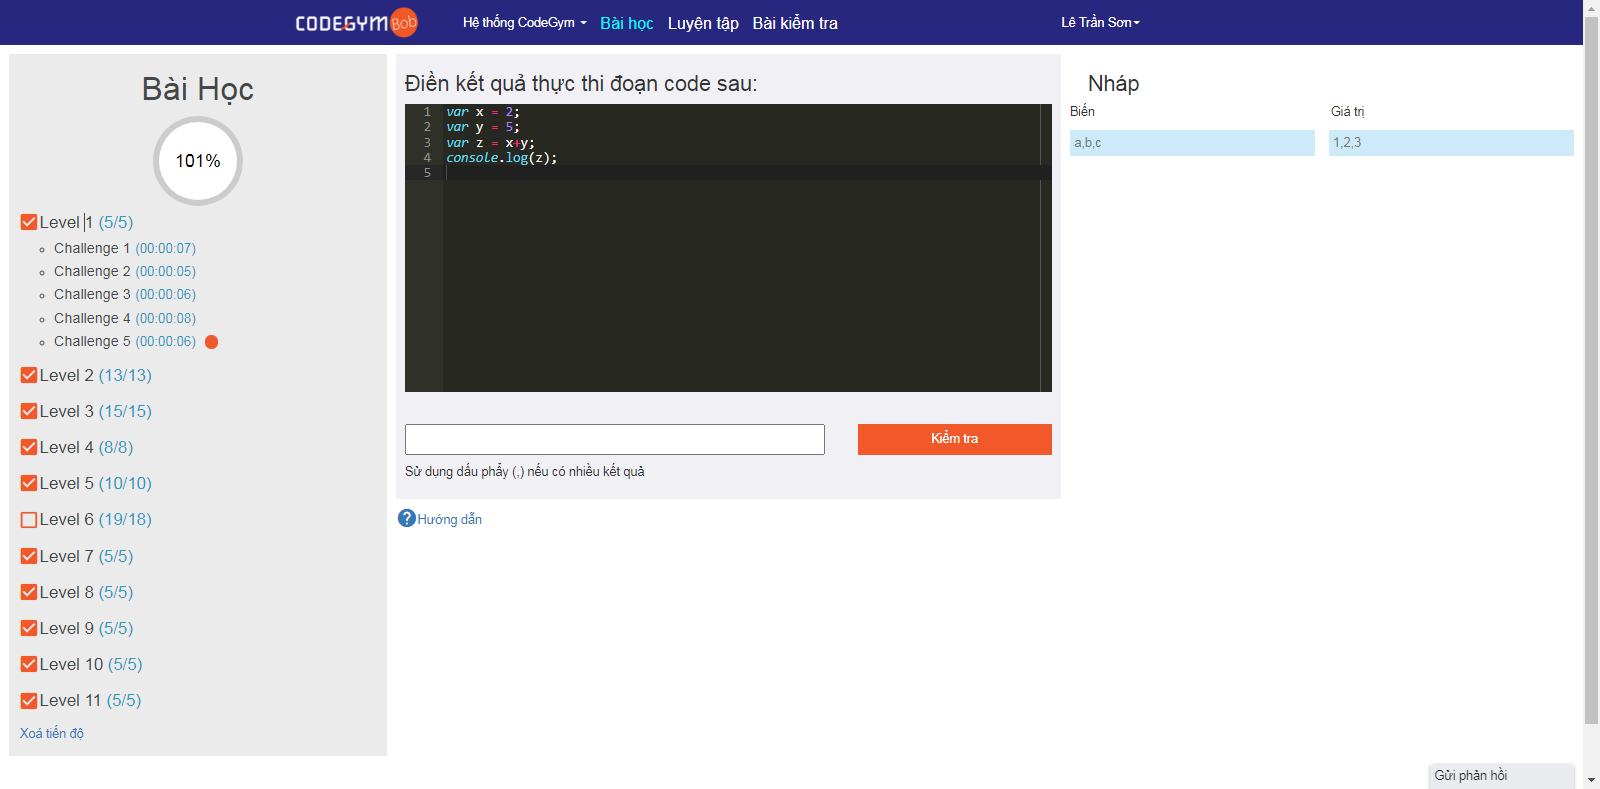 CODEGYM Bob
Hệ thống CodeGym Bài học Luyện tập Bài kiểm tra
Lê Trần Sơn
Bài Học
101%
Level 1 (5/5)
Challenge 1 (00:00:07)
Challenge 2 (00:00:05)
Challenge 3 (00:00:06)
Challenge 4 (00:00:08)
Challenge 5 (00:00:06)
Level 2 (13/13)
Level 3 (15/15)
Level 4 (8/8)
Level 5 (10/10)
Level 6 (19/18)
Level 7 (5/5)
Level 8 (5/5)
Level 9 (5/5)
Level 10 (5/5)
Level 11 (5/5)
Xoá tiến độ
Điền kết quả thực thi đoạn code sau:
1 var x = 2;
2 var y = 5;
3 var z = x+y;
4 console.log(z);
5
Kiểm tra
Sử dụng dấu phẩy (,) nếu có nhiều kết quả
? Hướng dẫn
Nháp
Biến Giá trị
a,b,c 1,2,3
Gửi phản hồi